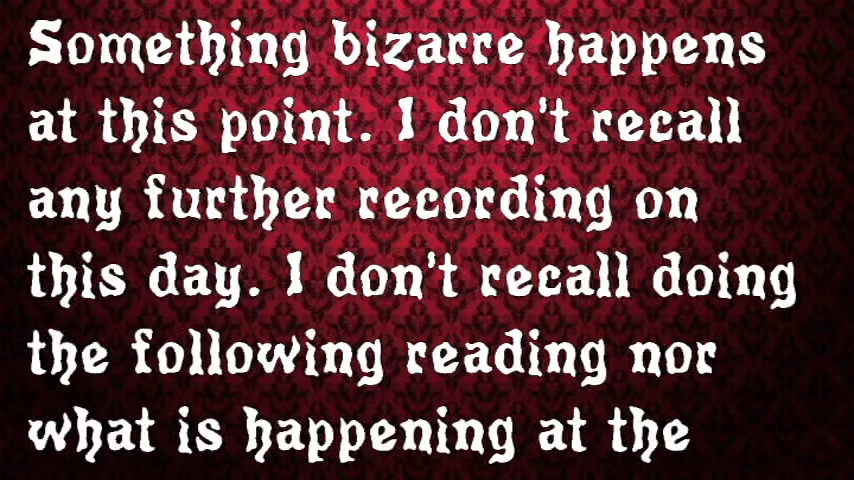 Something bizarre happens
at this point. I don't recall
any further recording on
this day. I don't recall doing
the following reading nor
what is happening at the